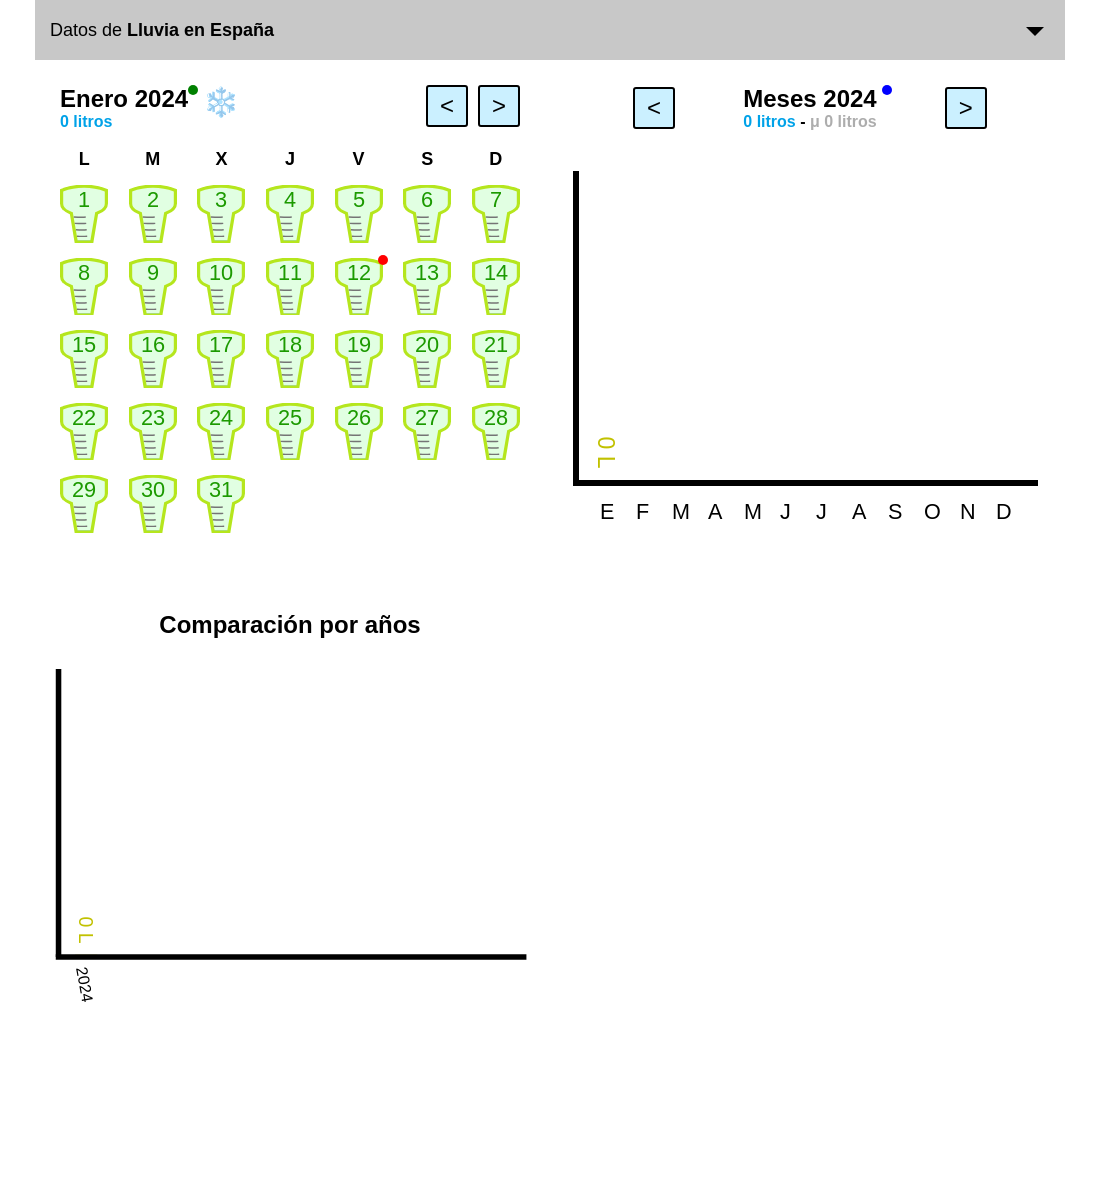 Datos de Lluvia en España
Enero 2024
0 litros
< >
L M X J V S D
1 2 3 4 5 6 7
8 9 10 11 12 13 14
15 16 17 18 19 20 21
22 23 24 25 26 27 28
29 30 31
< Meses 2024 >
0 litros - μ 0 litros
0 L
E F M A M J J A S O N D
Comparación por años
0 L
2024